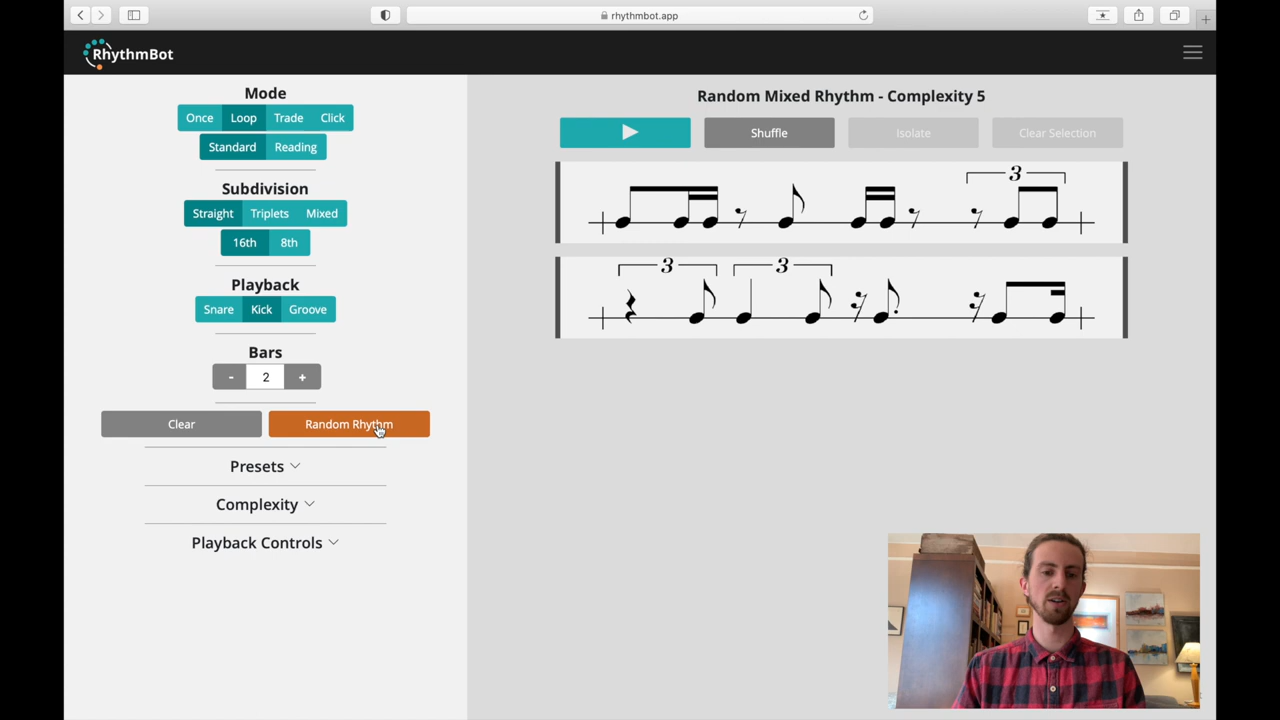 rhythmbot.app
RhythmBot
Mode
Once Loop Trade Click
Standard Reading
Subdivision
Straight Triplets Mixed
16th 8th
Playback
Snare Kick Groove
Bars
- 2 +
Clear Random Rhythm
Presets
Complexity
Playback Controls
Random Mixed Rhythm - Complexity 5
Shuffle Isolate Clear Selection
3
3 3